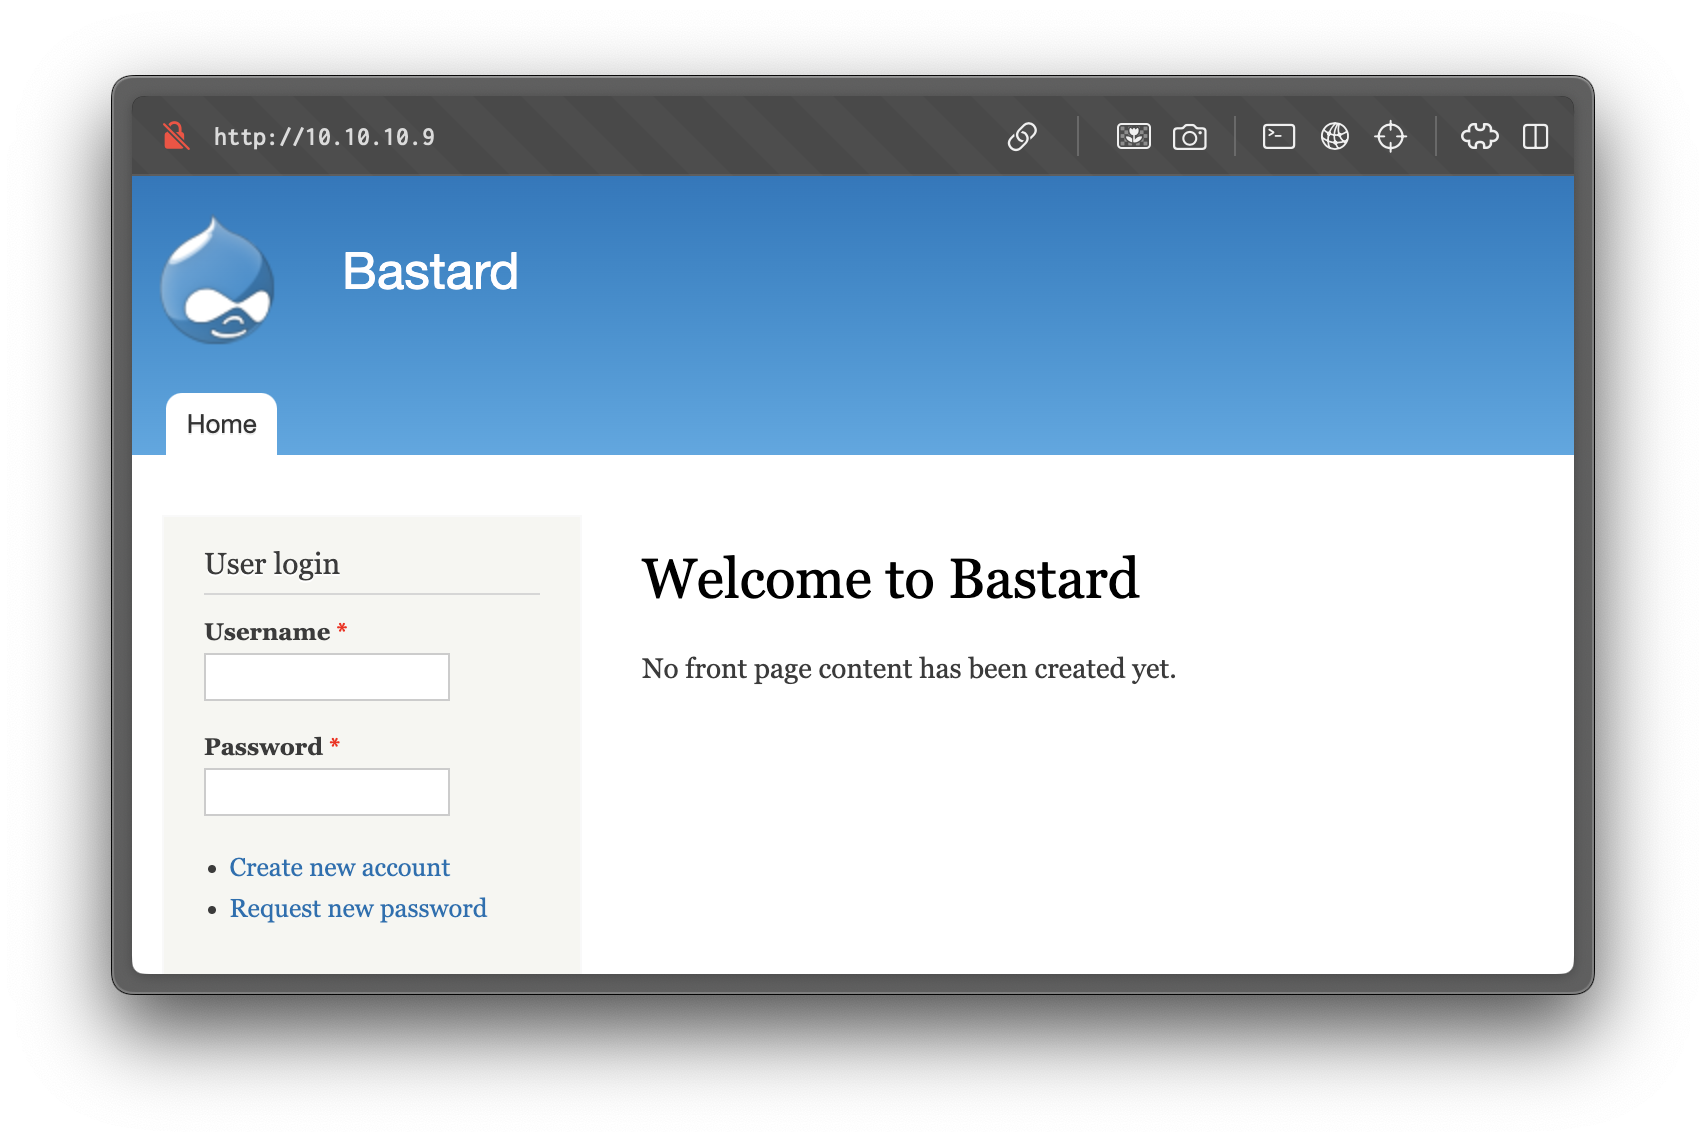 http://10.10.10.9
Bastard
Home
User login
Username *
Password *
Create new account
Request new password
Welcome to Bastard
No front page content has been created yet.